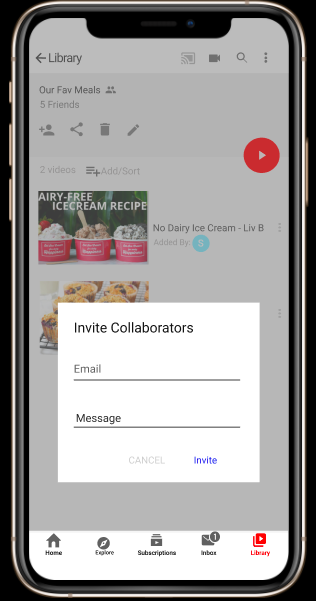 Library
Our Fav Meals
5 Friends
2 videos
Add/Sort
AIRY-FREE
ICECREAM RECIPE
No Dairy Ice Cream - Liv B
Added By: S
Invite Collaborators
Email
Message
CANCEL Invite
1
Home Explore Subscriptions Inbox Library